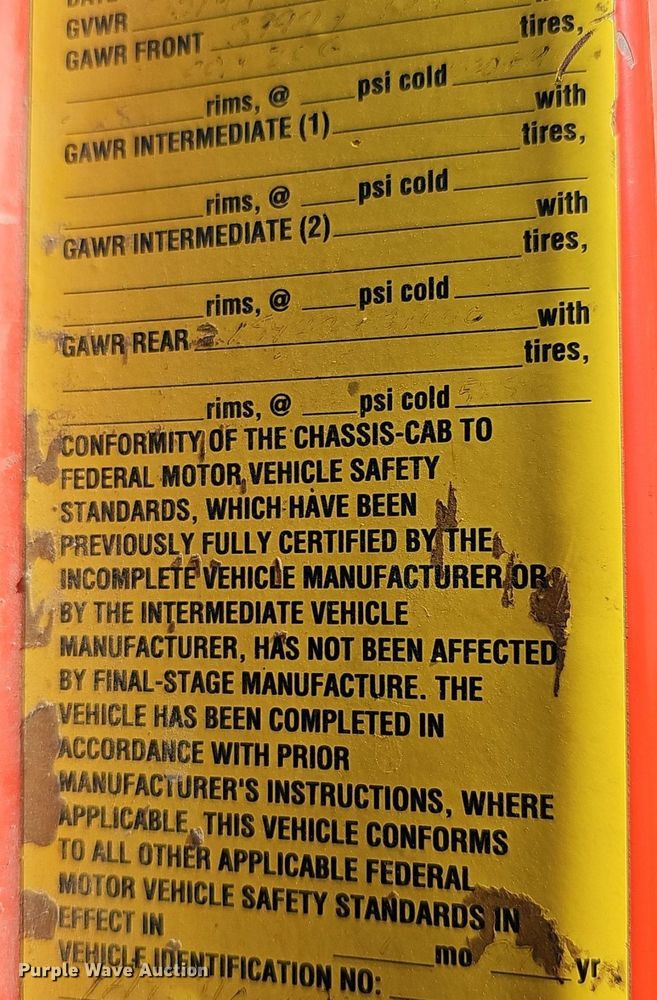 GVWR
GAWR FRONT tires,
rims, @ psi cold
with
GAWR INTERMEDIATE (1)
tires,
rims, @ psi cold
with
GAWR INTERMEDIATE (2)
tires,
rims, @ psi cold
with
GAWR REAR
tires,
rims, @ psi cold
CONFORMITY OF THE CHASSIS-CAB TO
FEDERAL MOTOR VEHICLE SAFETY
STANDARDS, WHICH HAVE BEEN
PREVIOUSLY FULLY CERTIFIED BY THE
INCOMPLETE VEHICLE MANUFACTURER OR
BY THE INTERMEDIATE VEHICLE
MANUFACTURER, HAS NOT BEEN AFFECTED
BY FINAL-STAGE MANUFACTURE. THE
VEHICLE HAS BEEN COMPLETED IN
ACCORDANCE WITH PRIOR
MANUFACTURER'S INSTRUCTIONS, WHERE
APPLICABLE, THIS VEHICLE CONFORMS
TO ALL OTHER APPLICABLE FEDERAL
MOTOR VEHICLE SAFETY STANDARDS IN
EFFECT IN mo yr
VEHICLE IDENTIFICATION NO:
Purple Wave Auction